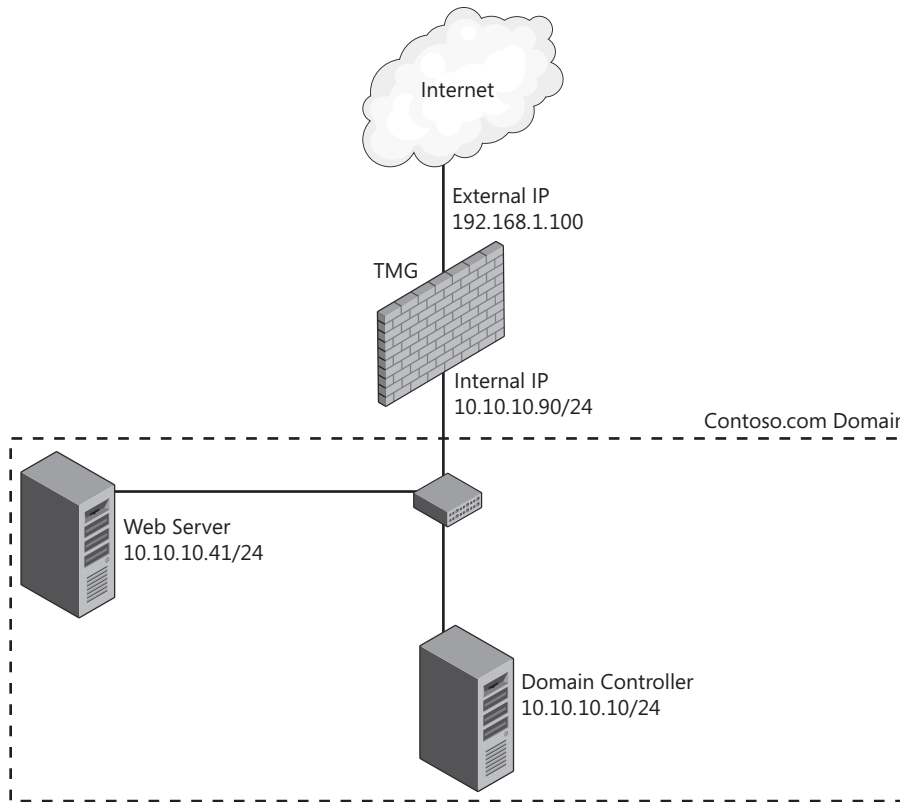 Internet
External IP
192.168.1.100
TMG
Internal IP
10.10.10.90/24
Contoso.com Domain
Web Server
10.10.10.41/24
Domain Controller
10.10.10.10/24